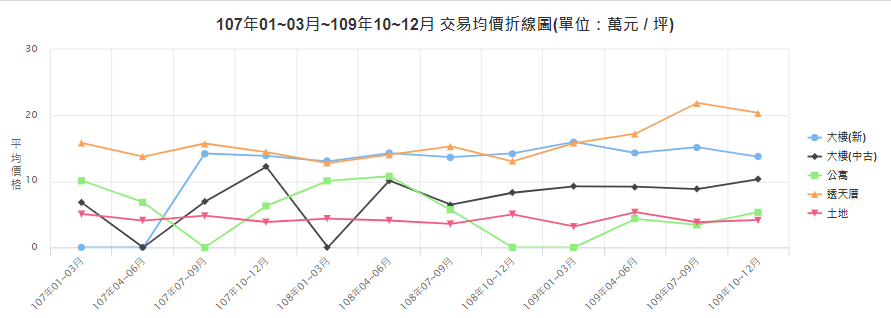 107年01~03月~109年10~12月 交易均價折線圖(單位：萬元 / 坪)
平均價格
30
20
10
0
107年01~03月
107年04~06月
107年07~09月
107年10~12月
108年01~03月
108年04~06月
108年07~09月
108年10~12月
109年01~03月
109年04~06月
109年07~09月
109年10~12月
大樓(新)
大樓(中古)
公寓
透天厝
土地